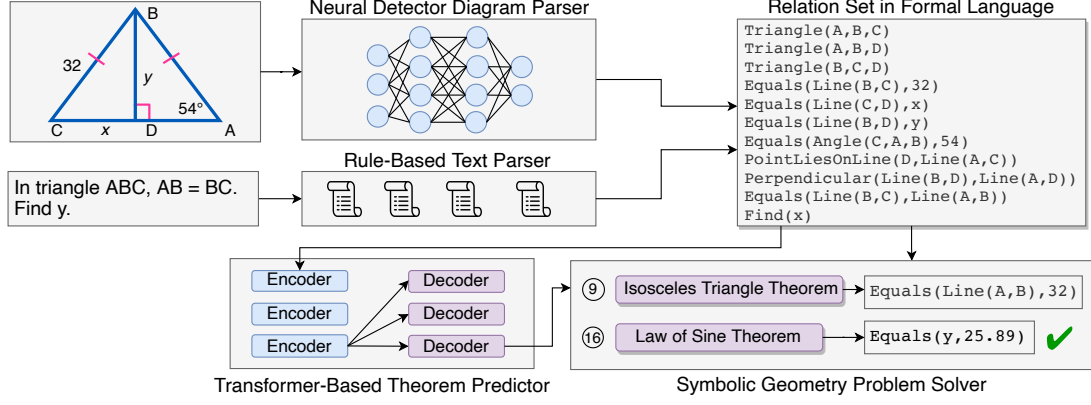 Neural Detector Diagram Parser
Relation Set in Formal Language
B
32
y
54°
C
x
D
A
Rule-Based Text Parser
In triangle ABC, AB = BC.
Find y.
Triangle(A,B,C)
Triangle(A,B,D)
Triangle(B,C,D)
Equals(Line(B,C),32)
Equals(Line(C,D),x)
Equals(Line(B,D),y)
Equals(Angle(C,A,B),54)
PointLiesOnLine(D,Line(A,C))
Perpendicular(Line(B,D),Line(A,D))
Equals(Line(B,C),Line(A,B))
Find(x)
Encoder
Decoder
Encoder
Decoder
Encoder
Decoder
Transformer-Based Theorem Predictor
9
Isosceles Triangle Theorem
Equals(Line(A,B),32)
16
Law of Sine Theorem
Equals(y,25.89)
Symbolic Geometry Problem Solver